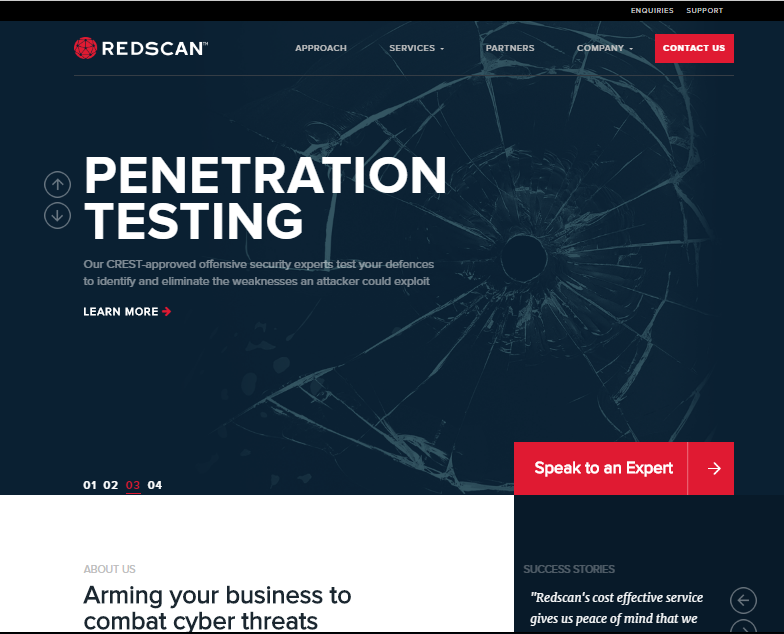 ENQUIRIES SUPPORT
REDSCAN™
APPROACH SERVICES PARTNERS COMPANY CONTACT US
PENETRATION
TESTING
Our CREST-approved offensive security experts test your defences
to identify and eliminate the weaknesses an attacker could exploit
LEARN MORE
Speak to an Expert
01 02 03 04
ABOUT US
Arming your business to
combat cyber threats
SUCCESS STORIES
"Redscan's cost effective service
gives us peace of mind that we